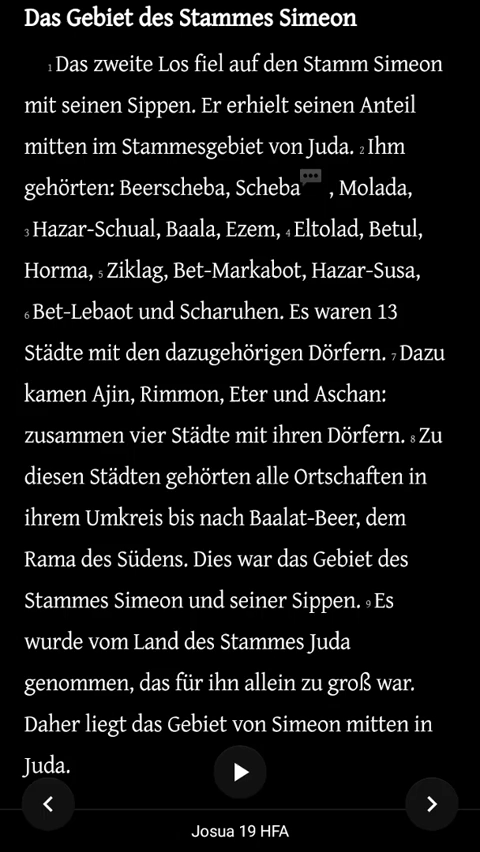 Das Gebiet des Stammes Simeon
1 Das zweite Los fiel auf den Stamm Simeon
mit seinen Sippen. Er erhielt seinen Anteil
mitten im Stammesgebiet von Juda. 2 Ihm
gehörten: Beerscheba, Scheba , Molada,
3 Hazar-Schual, Baala, Ezem, 4 Eltolad, Betul,
Horma, 5 Ziklag, Bet-Markabot, Hazar-Susa,
6 Bet-Lebaot und Scharuhen. Es waren 13
Städte mit den dazugehörigen Dörfern. 7 Dazu
kamen Ajin, Rimmon, Eter und Aschan:
zusammen vier Städte mit ihren Dörfern. 8 Zu
diesen Städten gehörten alle Ortschaften in
ihrem Umkreis bis nach Baalat-Beer, dem
Rama des Südens. Dies war das Gebiet des
Stammes Simeon und seiner Sippen. 9 Es
wurde vom Land des Stammes Juda
genommen, das für ihn allein zu groß war.
Daher liegt das Gebiet von Simeon mitten in
Juda.
Josua 19 HFA